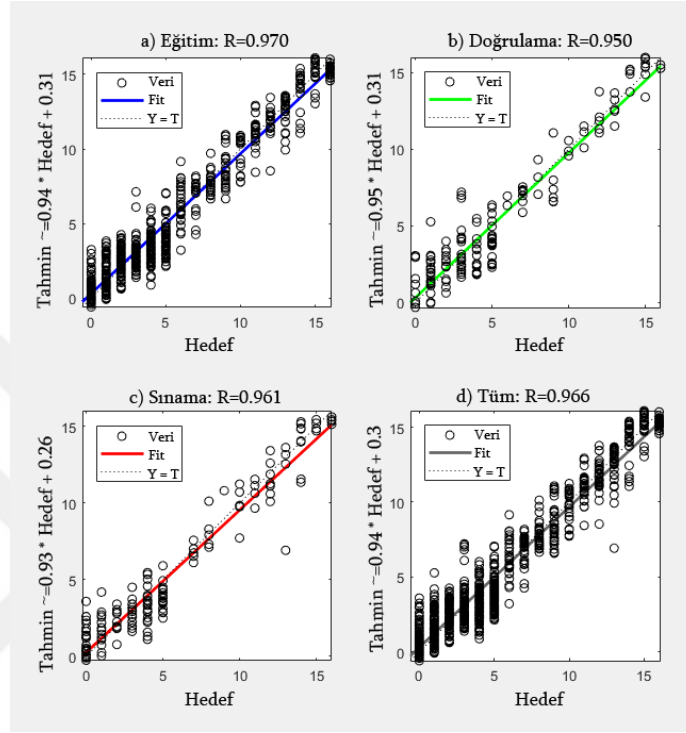 a) Eğitim: R=0.970
Tahmin ~=0.94 * Hedef + 0.31
15
10
5
0
Veri
Fit
Y = T
0 5 10 15
Hedef
b) Doğrulama: R=0.950
Tahmin ~=0.95 * Hedef + 0.31
15
10
5
0
Veri
Fit
Y = T
0 5 10 15
Hedef
c) Sınama: R=0.961
Tahmin ~=0.93 * Hedef + 0.26
15
10
5
0
Veri
Fit
Y = T
0 5 10 15
Hedef
d) Tüm: R=0.966
Tahmin ~=0.94 * Hedef + 0.3
15
10
5
0
Veri
Fit
Y = T
0 5 10 15
Hedef